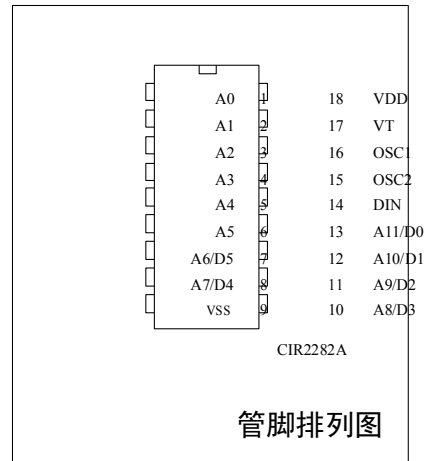 A0 1 18 VDD
A1 2 17 VT
A2 3 16 OSC1
A3 4 15 OSC2
A4 5 14 DIN
A5 6 13 A11/D0
A6/D5 7 12 A10/D1
A7/D4 8 11 A9/D2
VSS 9 10 A8/D3
CIR2282A
管脚排列图